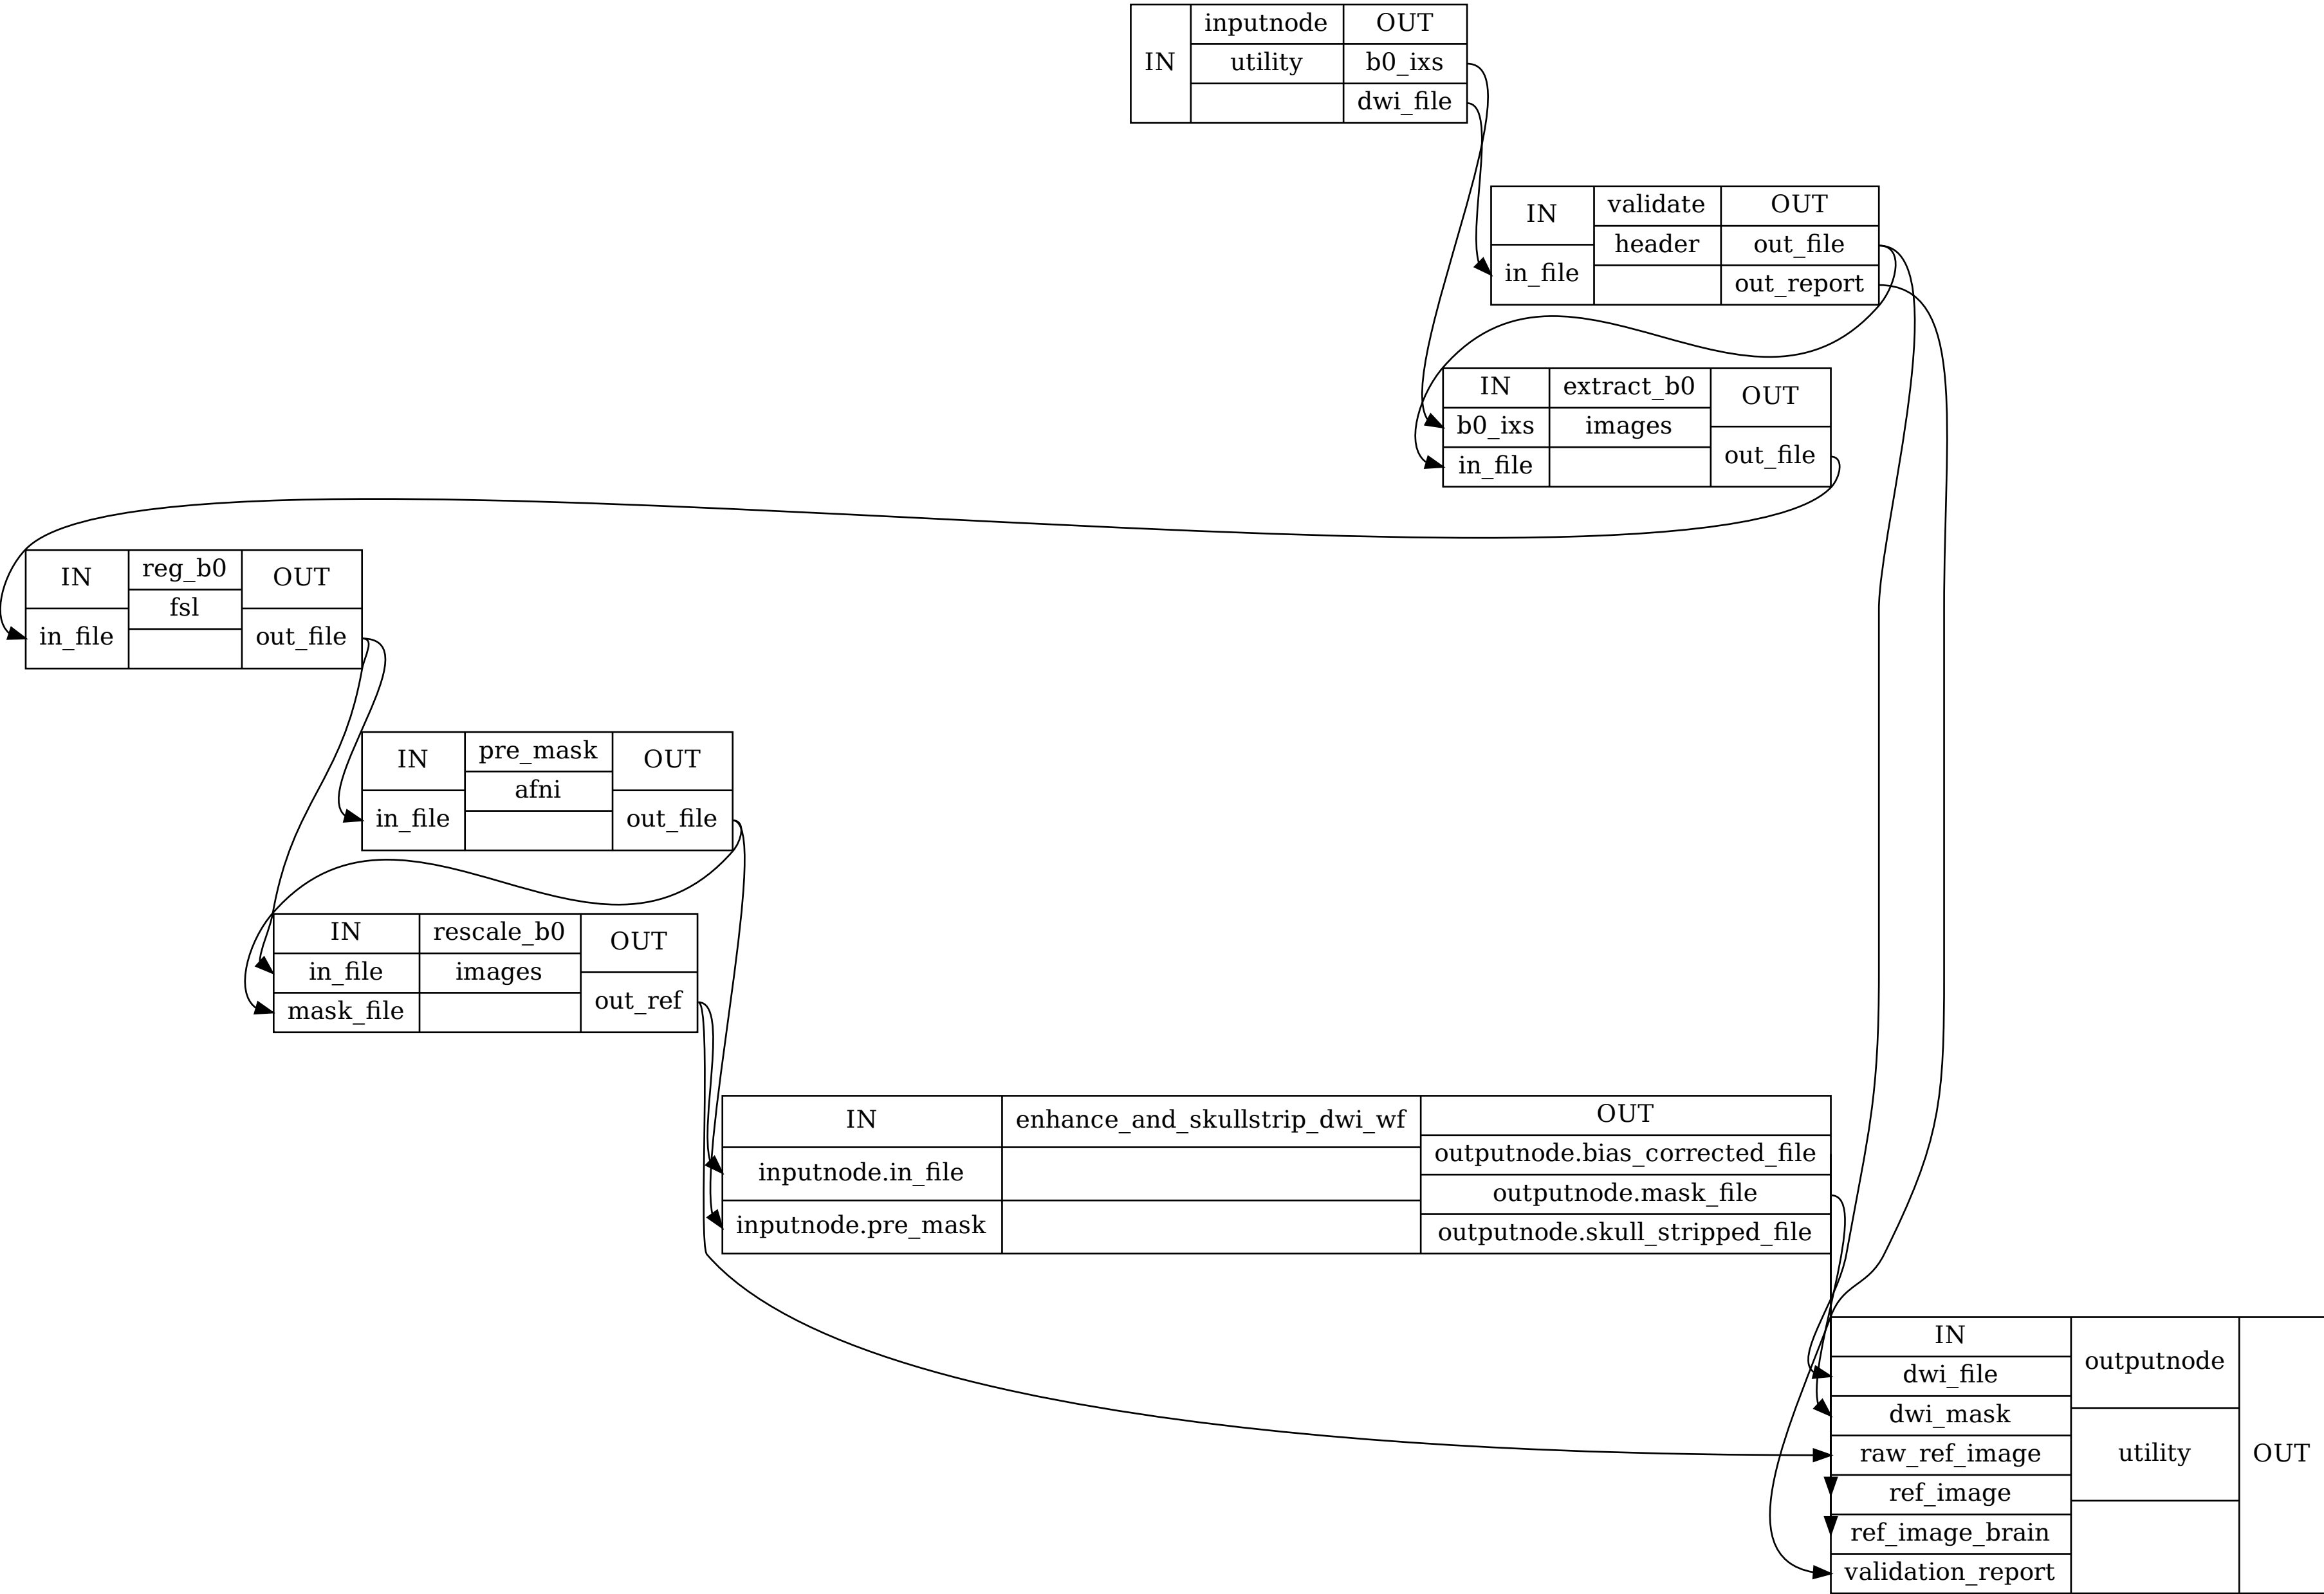 IN
inputnode
utility
OUT
b0_ixs
dwi_file
IN
in_file
validate
header
OUT
out_file
out_report
IN
b0_ixs
in_file
extract_b0
images
OUT
out_file
IN
in_file
reg_b0
fsl
OUT
out_file
IN
in_file
pre_mask
afni
OUT
out_file
IN
in_file
mask_file
rescale_b0
images
OUT
out_ref
IN
inputnode.in_file
inputnode.pre_mask
enhance_and_skullstrip_dwi_wf
OUT
outputnode.bias_corrected_file
outputnode.mask_file
outputnode.skull_stripped_file
IN
dwi_file
dwi_mask
raw_ref_image
ref_image
ref_image_brain
validation_report
outputnode
utility
OUT